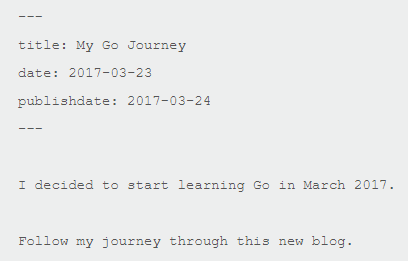 ---
title: My Go Journey
date: 2017-03-23
publishdate: 2017-03-24
---
I decided to start learning Go in March 2017.
Follow my journey through this new blog.